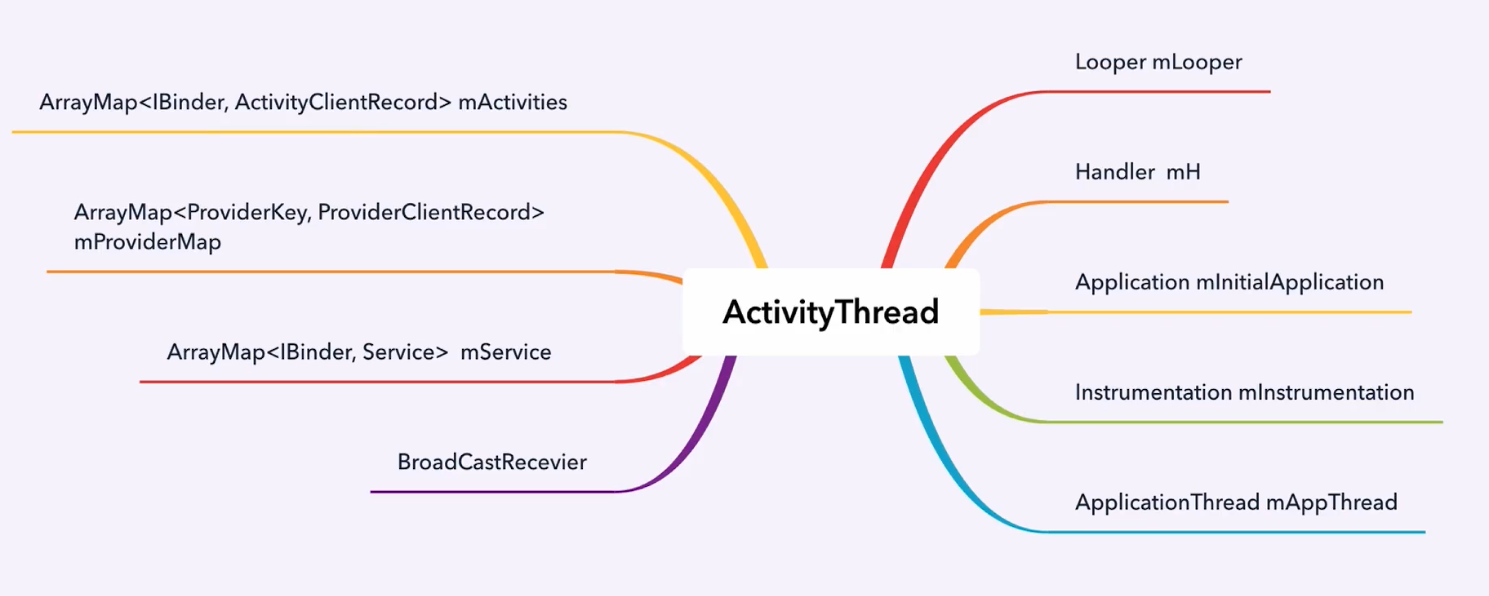 ArrayMap<IBinder, ActivityClientRecord> mActivities
ArrayMap<ProviderKey, ProviderClientRecord>
mProviderMap
ArrayMap<IBinder, Service>  mService
BroadCastRecevier
ActivityThread
Looper mLooper
Handler  mH
Application mInitialApplication
Instrumentation mInstrumentation
ApplicationThread mAppThread